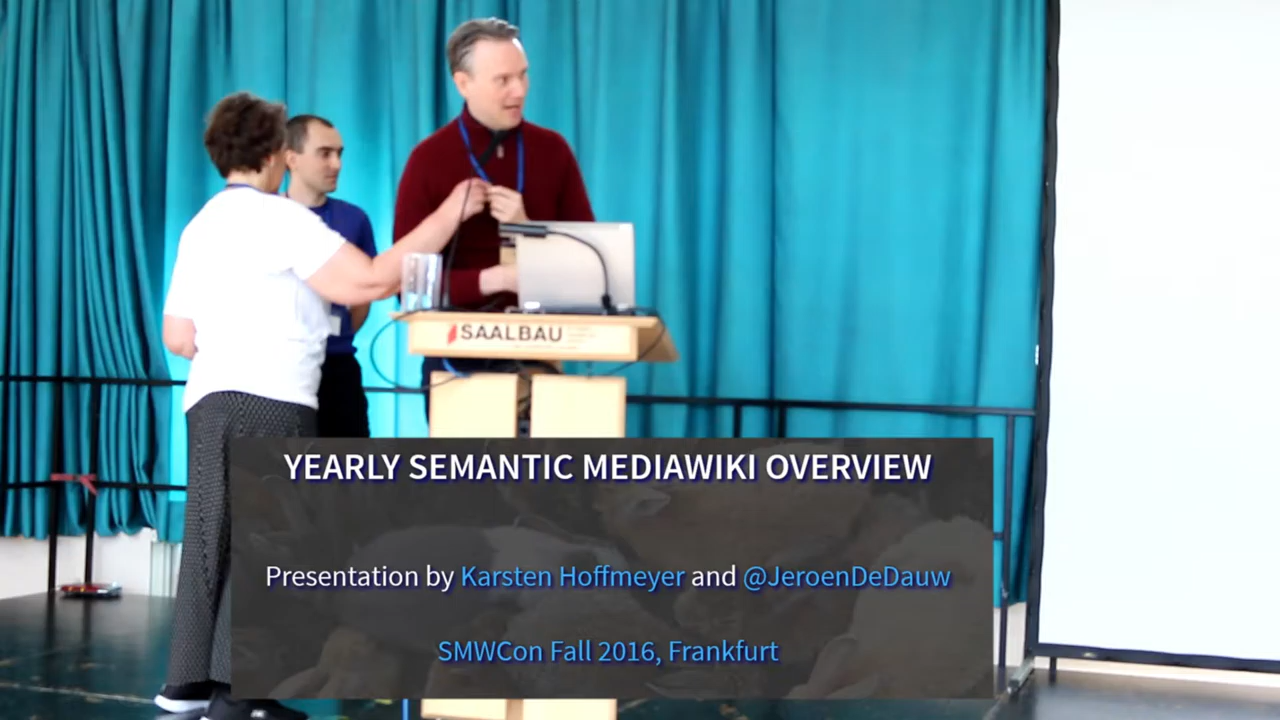 SAALBAU
YEARLY SEMANTIC MEDIAWIKI OVERVIEW
Presentation by Karsten Hoffmeyer and @JeroenDeDauw
SMWCon Fall 2016, Frankfurt